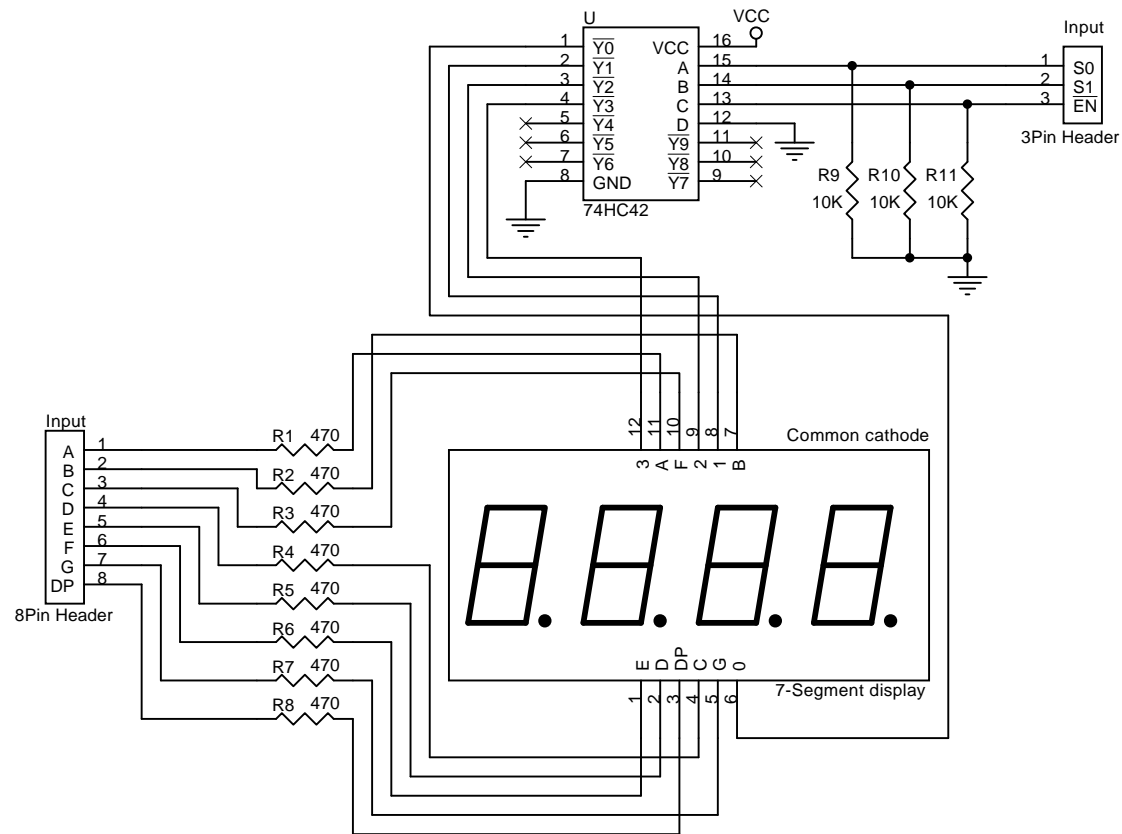 U
VCC
Input
1 Y0 VCC 16
2 Y1 A 15 1 S0
3 Y2 B 14 2 S1
4 Y3 C 13 3 EN
5 Y4 D 12
6 Y5 Y9 11
7 Y6 Y8 10
8 GND Y7 9
3Pin Header
74HC42
R9 R10 R11
10K 10K 10K
Input
A 1
B 2
C 3
D 4
E 5
F 6
G 7
DP 8
8Pin Header
R1 470
R2 470
R3 470
R4 470
R5 470
R6 470
R7 470
R8 470
12 11 10 9 8 7
3 A F 2 1 B
Common cathode
E D DP C G 0
1 2 3 4 5 6
7-Segment display